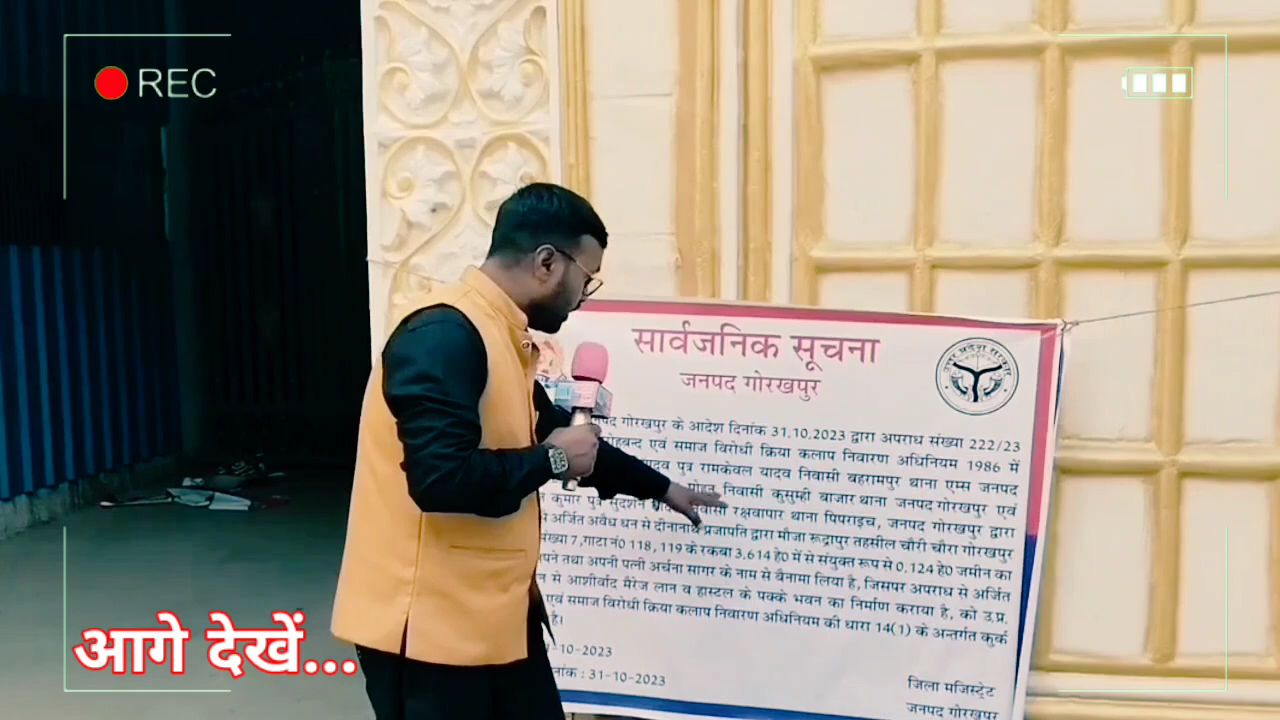 REC
सार्वजनिक सूचना
जनपद गोरखपुर
उत्तर प्रदेश सरकार
गोरखपुर के आदेश दिनांक 31.10.2023 द्वारा अपराध संख्या 222/23
एवं समाज विरोधी क्रिया कलाप निवारण अधिनियम 1986 में
यादव पुत्र रामकेवल यादव निवासी बहरामपुर थाना एम्स जनपद
निवासी कुसुम्ही बाजार थाना जनपद गोरखपुर एवं
कुमार पुत्र सुदर्शन रक्षवापार थाना पिपराइच, जनपद गोरखपुर द्वारा
अर्जित अवैध धन से दीनानाथ प्रजापति द्वारा मौजा रूद्रापुर तहसील चौरी चौरा गोरखपुर
संख्या 7,गाटा नं0 118, 119 के रकबा 3.614 हे0 में से संयुक्त रूप से 0.124 हे0 जमीन का
तथा अपनी पत्नी अर्चना सागर के नाम से बैनामा लिया है, जिसपर अपराध से अर्जित
से आशीर्वाद मैरेज लान व हास्टल के पक्के भवन का निर्माण कराया है, को उ.प्र.
एवं समाज विरोधी क्रिया कलाप निवारण अधिनियम की धारा 14(1) के अन्तर्गत कुर्क
है।
-10-2023
: 31-10-2023
जिला मजिस्ट्रेट
जनपद गोरखपुर
आगे देखें...